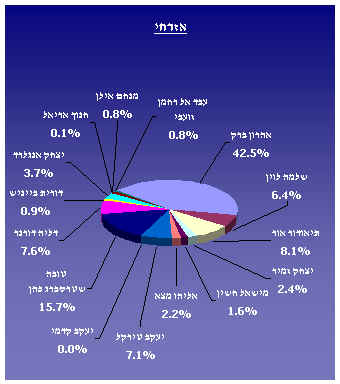 אזרחי
מנחם אילן
0.8%
עבד אל רחמן
זועבי
0.8%
חנוך אריאל
0.1%
אהרון ברק
42.5%
יצחק אנגלרד
3.7%
שלמה לוין
6.4%
דורית בייניש
0.9%
תיאודור אור
8.1%
דליה דורנר
7.6%
יצחק זמיר
2.4%
טובה
שטרסברג כהן
15.7%
אליהו מצא
2.2%
מישאל חשין
1.6%
יעקב קדמי
0.0%
יעקב טירקל
7.1%